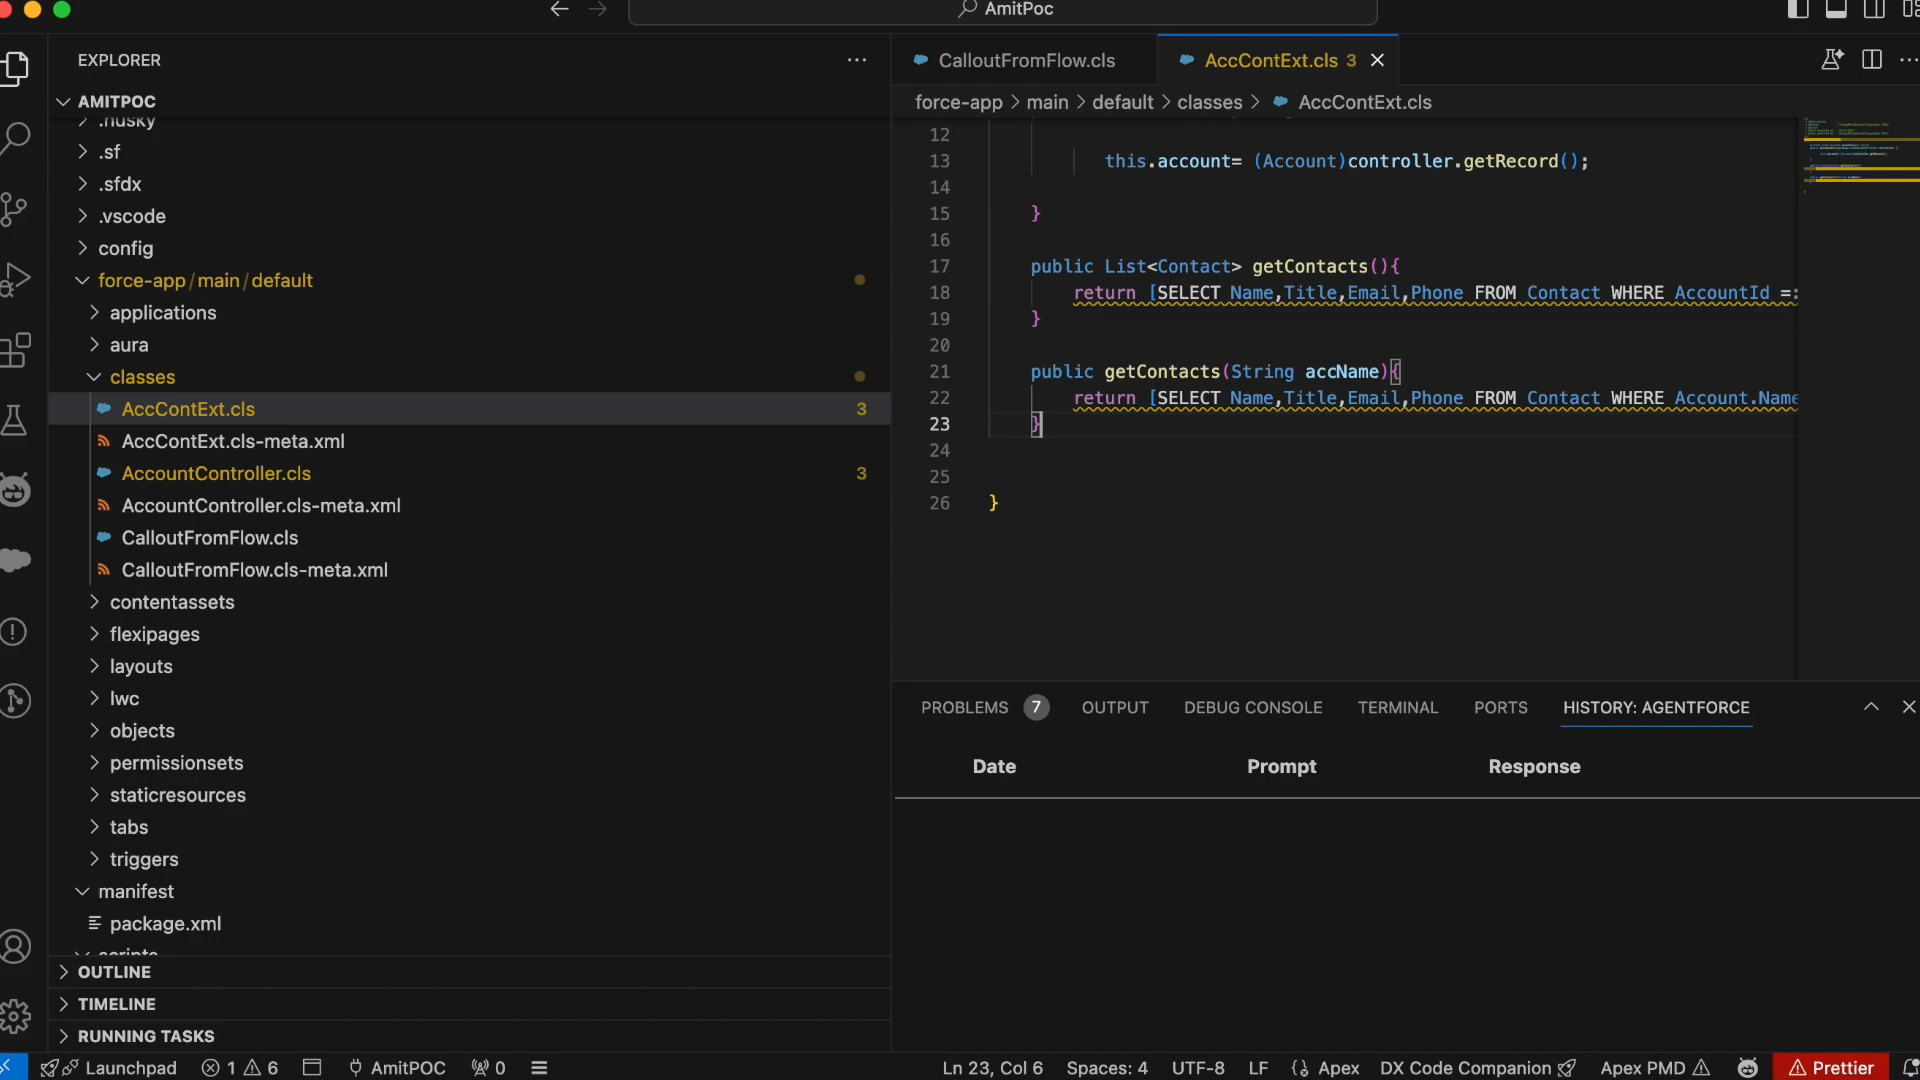 AmitPoc
EXPLORER
AMITPOC
.husky
.sf
.sfdx
.vscode
config
force-app/main/default
applications
aura
classes
AccContExt.cls 3
AccContExt.cls-meta.xml
AccountController.cls 3
AccountController.cls-meta.xml
CalloutFromFlow.cls
CalloutFromFlow.cls-meta.xml
contentassets
flexipages
layouts
lwc
objects
permissionsets
staticresources
tabs
triggers
manifest
package.xml
scripts
OUTLINE
TIMELINE
RUNNING TASKS
CalloutFromFlow.cls
AccContExt.cls 3
force-app > main > default > classes > AccContExt.cls
12
13 this.account= (Account)controller.getRecord();
14
15 }
16
17 public List<Contact> getContacts(){
18 return [SELECT Name,Title,Email,Phone FROM Contact WHERE AccountId =:
19 }
20
21 public getContacts(String accName){
22 return [SELECT Name,Title,Email,Phone FROM Contact WHERE Account.Name
23 }
24
25
26 }
PROBLEMS 7 OUTPUT DEBUG CONSOLE TERMINAL PORTS HISTORY: AGENTFORCE
Date Prompt Response
Launchpad 1 6 AmitPOC 0 Ln 23, Col 6 Spaces: 4 UTF-8 LF Apex DX Code Companion Apex PMD Prettier